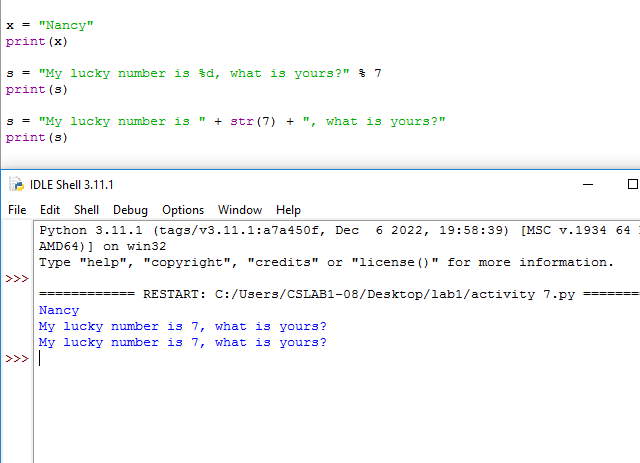 x = "Nancy"
print(x)
s = "My lucky number is %d, what is yours?" % 7
print(s)
s = "My lucky number is " + str(7) + ", what is yours?"
print(s)
IDLE Shell 3.11.1
File Edit Shell Debug Options Window Help
Python 3.11.1 (tags/v3.11.1:a7a450f, Dec  6 2022, 19:58:39) [MSC v.1934 64
AMD64)] on win32
Type "help", "copyright", "credits" or "license()" for more information.
>>>
============ RESTART: C:/Users/CSLAB1-08/Desktop/lab1/activity 7.py =======
Nancy
My lucky number is 7, what is yours?
My lucky number is 7, what is yours?
>>>